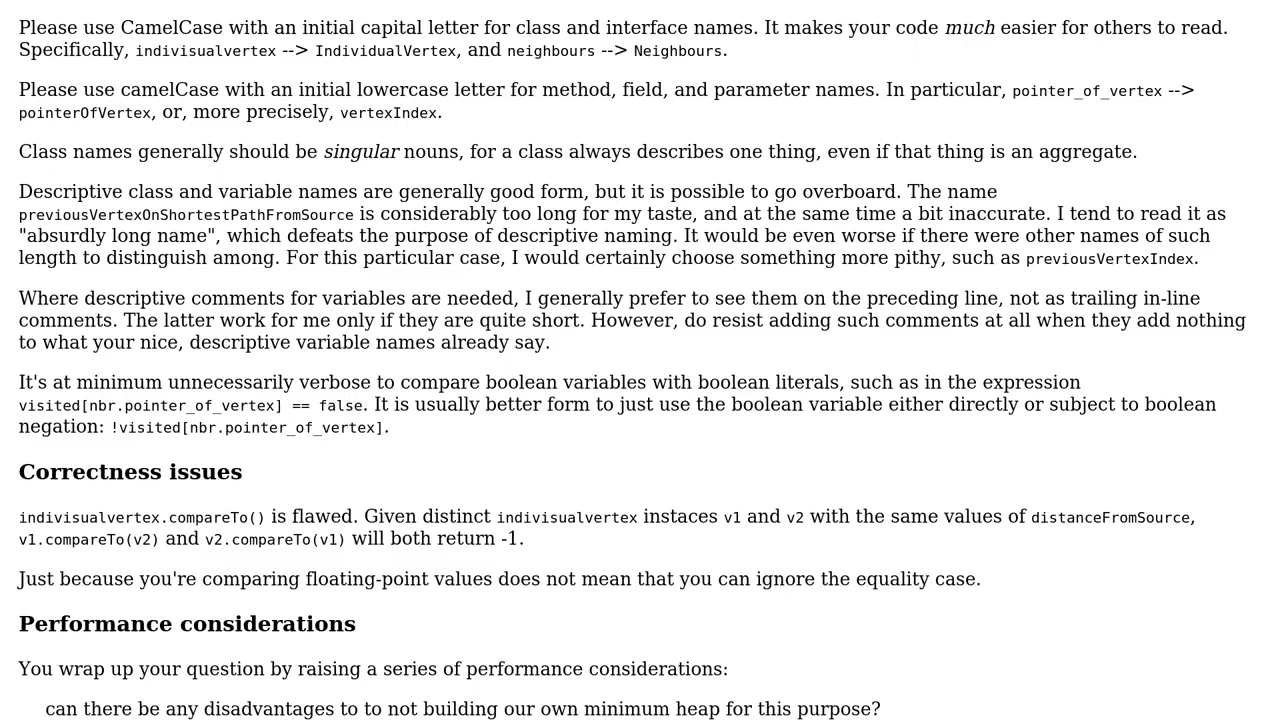 Please use CamelCase with an initial capital letter for class and interface names. It makes your code much easier for others to read.
Specifically, indivisualvertex --> IndividualVertex, and neighbours --> Neighbours.
Please use camelCase with an initial lowercase letter for method, field, and parameter names. In particular, pointer_of_vertex -->
pointerOfVertex, or, more precisely, vertexIndex.
Class names generally should be singular nouns, for a class always describes one thing, even if that thing is an aggregate.
Descriptive class and variable names are generally good form, but it is possible to go overboard. The name
previousVertexOnShortestPathFromSource is considerably too long for my taste, and at the same time a bit inaccurate. I tend to read it as
"absurdly long name", which defeats the purpose of descriptive naming. It would be even worse if there were other names of such
length to distinguish among. For this particular case, I would certainly choose something more pithy, such as previousVertexIndex.
Where descriptive comments for variables are needed, I generally prefer to see them on the preceding line, not as trailing in-line
comments. The latter work for me only if they are quite short. However, do resist adding such comments at all when they add nothing
to what your nice, descriptive variable names already say.
It's at minimum unnecessarily verbose to compare boolean variables with boolean literals, such as in the expression
visited[nbr.pointer_of_vertex] == false. It is usually better form to just use the boolean variable either directly or subject to boolean
negation: !visited[nbr.pointer_of_vertex].
Correctness issues
indivisualvertex.compareTo() is flawed. Given distinct indivisualvertex instaces v1 and v2 with the same values of distanceFromSource,
v1.compareTo(v2) and v2.compareTo(v1) will both return -1.
Just because you're comparing floating-point values does not mean that you can ignore the equality case.
Performance considerations
You wrap up your question by raising a series of performance considerations:
can there be any disadvantages to to not building our own minimum heap for this purpose?